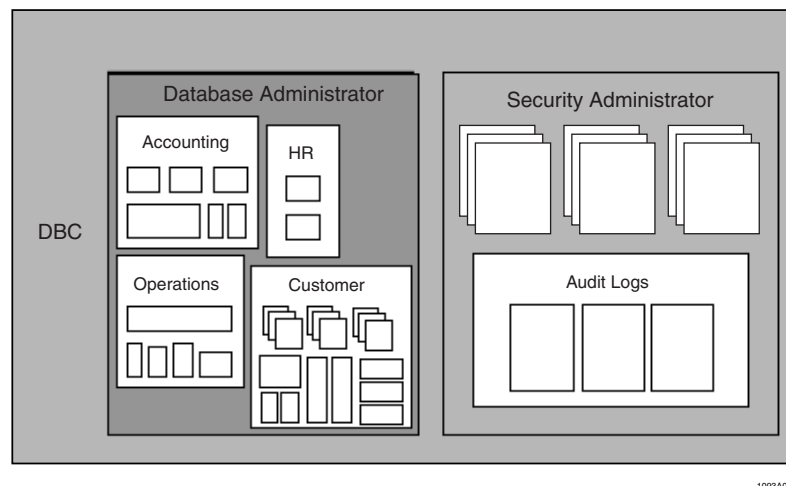 Database Administrator
Security Administrator
Accounting
HR
DBC
Operations
Customer
Audit Logs